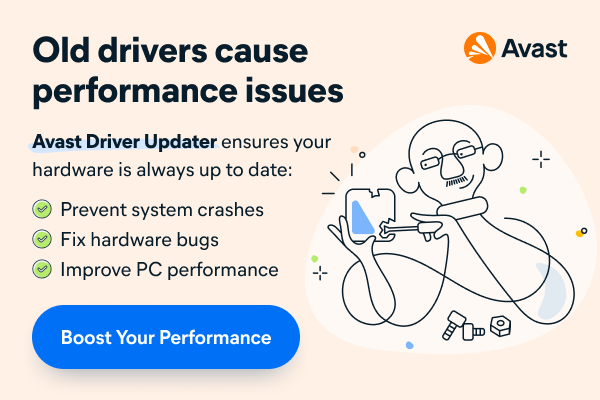 Old drivers cause
performance issues
Avast
Avast Driver Updater ensures your
hardware is always up to date:
Prevent system crashes
Fix hardware bugs
Improve PC performance
Boost Your Performance